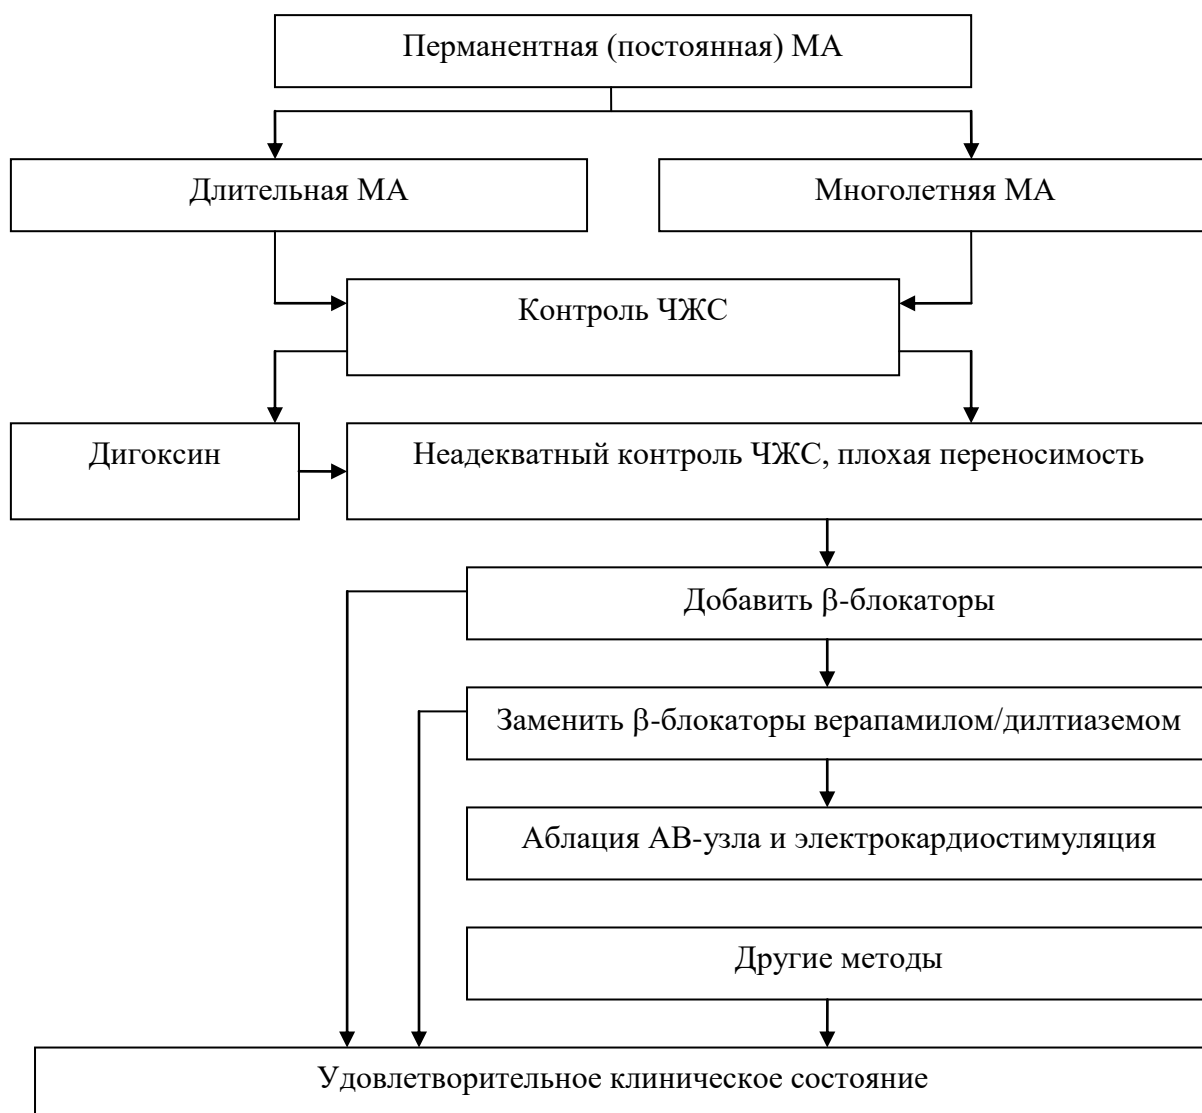 Перманентная (постоянная) МА
Длительная МА
Многолетняя МА
Контроль ЧЖС
Дигоксин
Неадекватный контроль ЧЖС, плохая переносимость
Добавить β-блокаторы
Заменить β-блокаторы верапамилом/дилтиаземом
Аблация АВ-узла и электрокардиостимуляция
Другие методы
Удовлетворительное клиническое состояние